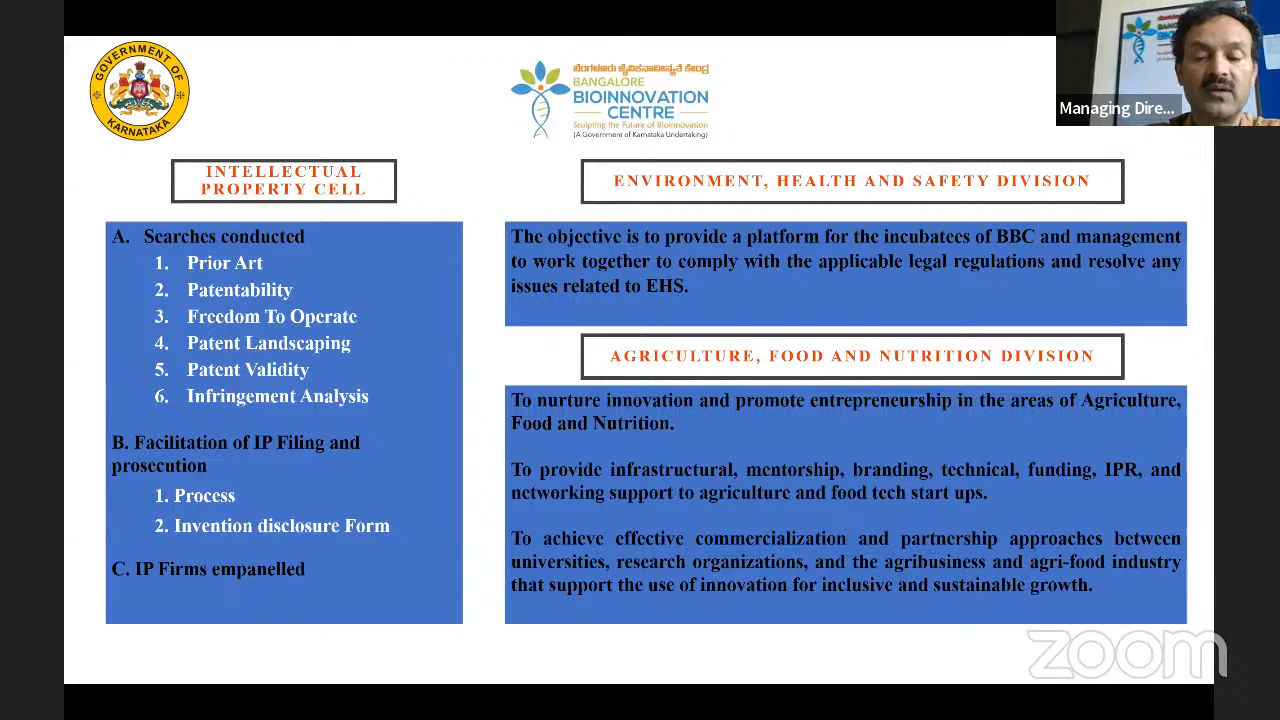 GOVERNMENT OF
KARNATAKA
ಬೆಂಗಳೂರು ಜೈವಿಕನಾವೀನ್ಯತೆ ಕೇಂದ್ರ
BANGALORE
BIOINNOVATION
CENTRE
Sculpting the Future of Bioinnovation
(A Government of Karnataka Undertaking)
Managing Dire...
INTELLECTUAL
PROPERTY CELL
A. Searches conducted
1. Prior Art
2. Patentability
3. Freedom To Operate
4. Patent Landscaping
5. Patent Validity
6. Infringement Analysis
B. Facilitation of IP Filing and
prosecution
1. Process
2. Invention disclosure Form
C. IP Firms empanelled
ENVIRONMENT, HEALTH AND SAFETY DIVISION
The objective is to provide a platform for the incubatees of BBC and management
to work together to comply with the applicable legal regulations and resolve any
issues related to EHS.
AGRICULTURE, FOOD AND NUTRITION DIVISION
To nurture innovation and promote entrepreneurship in the areas of Agriculture,
Food and Nutrition.
To provide infrastructural, mentorship, branding, technical, funding, IPR, and
networking support to agriculture and food tech start ups.
To achieve effective commercialization and partnership approaches between
universities, research organizations, and the agribusiness and agri-food industry
that support the use of innovation for inclusive and sustainable growth.
zoom